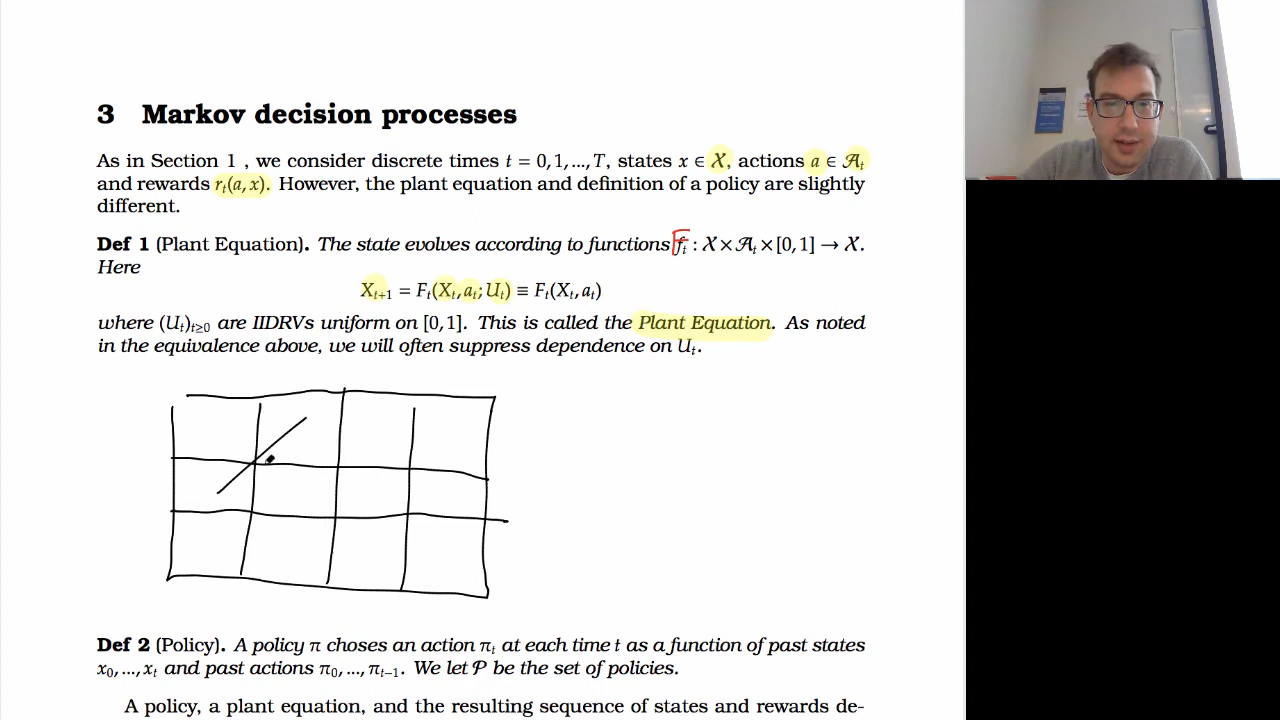 3 Markov decision processes
As in Section 1 , we consider discrete times t = 0, 1, ..., T, states x ∈ 𝒳, actions a ∈ 𝒜ₜ
and rewards rₜ(a, x). However, the plant equation and definition of a policy are slightly
different.
Def 1 (Plant Equation). The state evolves according to functions Fₜ : 𝒳 × 𝒜ₜ × [0, 1] → 𝒳.
Here
Xₜ₊₁ = Fₜ(Xₜ, aₜ; Uₜ) ≡ Fₜ(Xₜ, aₜ)
where (Uₜ)ₜ≥₀ are IIDRVs uniform on [0, 1]. This is called the Plant Equation. As noted
in the equivalence above, we will often suppress dependence on Uₜ.
Def 2 (Policy). A policy π choses an action πₜ at each time t as a function of past states
x₀, ..., xₜ and past actions π₀, ..., πₜ₋₁. We let 𝒫 be the set of policies.
A policy, a plant equation, and the resulting sequence of states and rewards de-